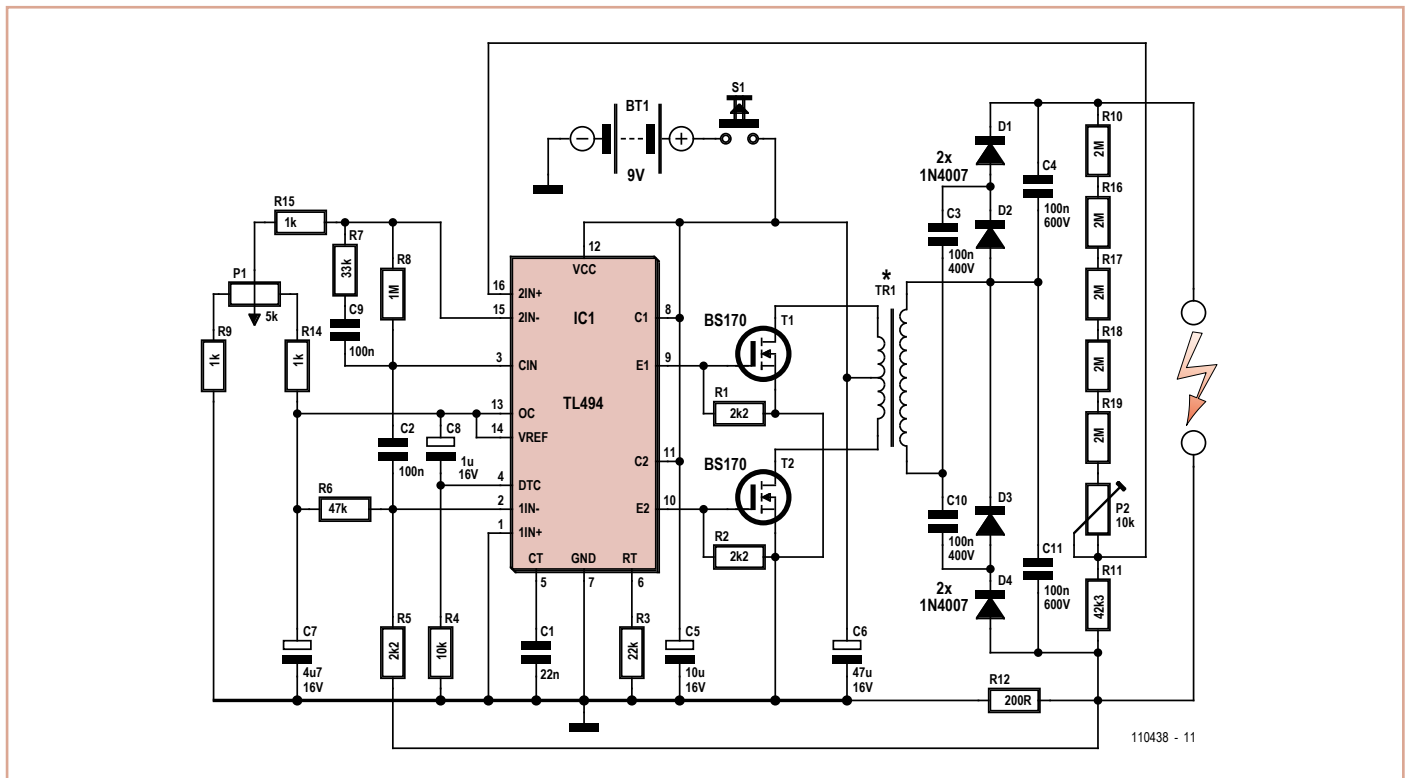 S1
BT1
9V
R15
1k
R7
33k
R8
1M
P1
5k
R9
1k
R14
1k
C9
100n
C2
100n
C8
1u
16V
R6
47k
C7
4u7
16V
R5
2k2
R4
10k
12
VCC
16
2IN+
15
2IN-
IC1
C1
8
3
CIN
E1
9
TL494
13
OC
14
VREF
C2
11
4
DTC
2
1IN-
E2
10
1
1IN+
CT
GND
RT
5
7
6
C1
22n
R3
22k
C5
10u
16V
C6
47u
16V
BS170
T1
R1
2k2
BS170
T2
R2
2k2
*
TR1
D1
2x
1N4007
D2
C3
100n
400V
C4
100n
600V
R10
2M
R16
2M
R17
2M
R18
2M
R19
2M
P2
10k
R11
42k3
C10
100n
400V
D3
C11
100n
600V
D4
2x
1N4007
R12
200R
110438 - 11